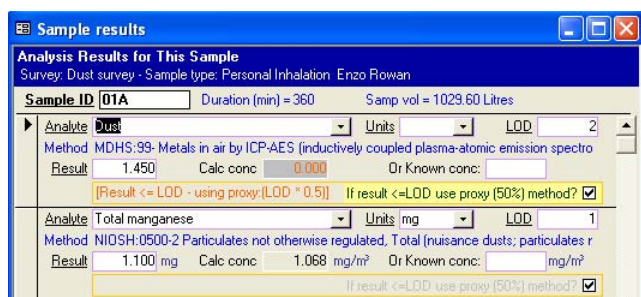 Sample results
Analysis Results for This Sample
Survey: Dust survey - Sample type: Personal Inhalation Enzo Rowan
Sample ID 01A Duration (min) = 360 Samp vol = 1029.60 Litres
Analyte Dust Units LOD 2
Method MDHS:99- Metals in air by ICP-AES (inductively coupled plasma-atomic emission spectro
Result 1.450 Calc conc 0.000 Or Known conc:
[Result <= LOD - using proxy:(LOD * 0.5)] If result <=LOD use proxy (50%) method?
Analyte Total manganese Units mg LOD 1
Method NIOSH:0500-2 Particulates not otherwise regulated, Total (nuisance dusts; particulates r
Result 1.100 mg Calc conc 1.068 mg/m³ Or Known conc: mg/m³
If result <=LOD use proxy (50%) method?